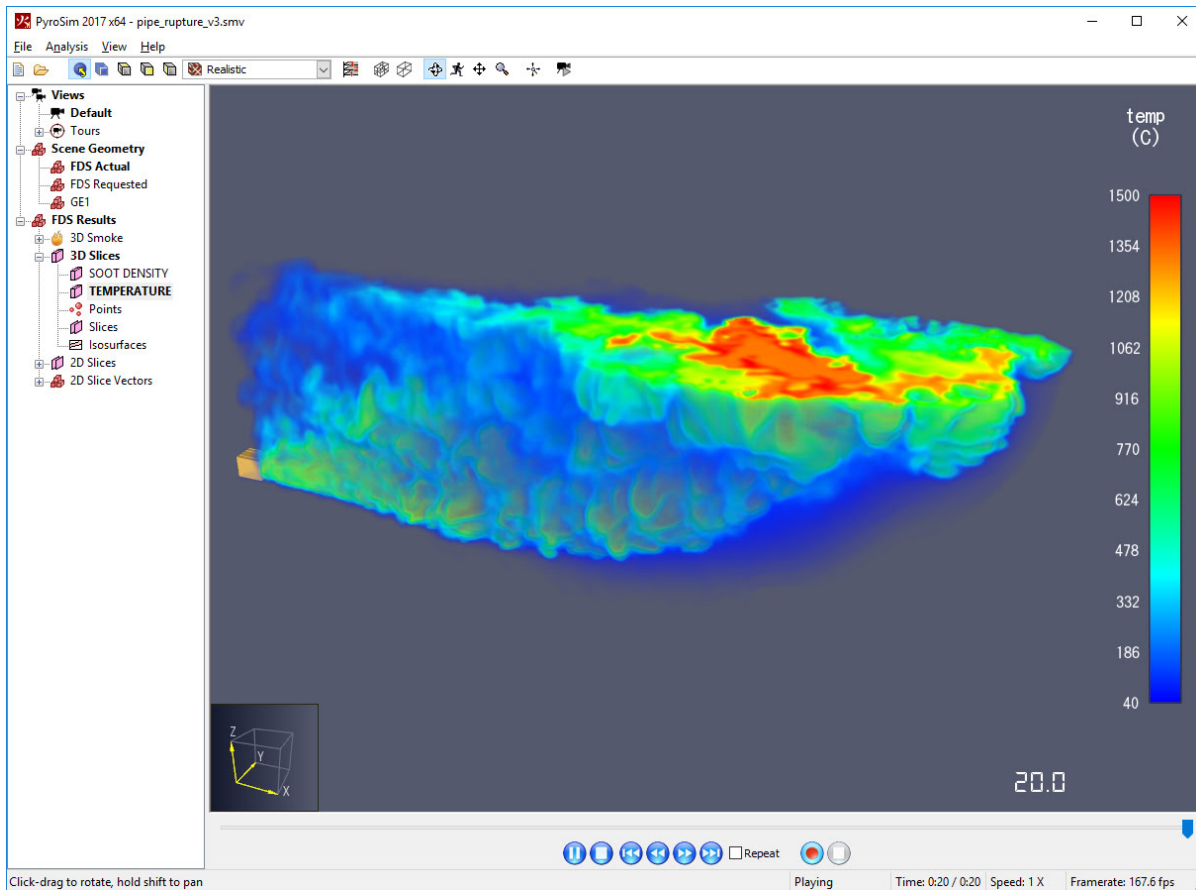 PyroSim 2017 x64 - pipe_rupture_v3.smv
File Analysis View Help
Realistic
Views
Default
Tours
Scene Geometry
FDS Actual
FDS Requested
GE1
FDS Results
3D Smoke
3D Slices
SOOT DENSITY
TEMPERATURE
Points
Slices
Isosurfaces
2D Slices
2D Slice Vectors
temp
(C)
1500
1354
1208
1062
916
770
624
478
332
186
40
Z
Y
X
20.0
Repeat
Click-drag to rotate, hold shift to pan Playing Time: 0:20 / 0:20 Speed: 1 X Framerate: 167.6 fps